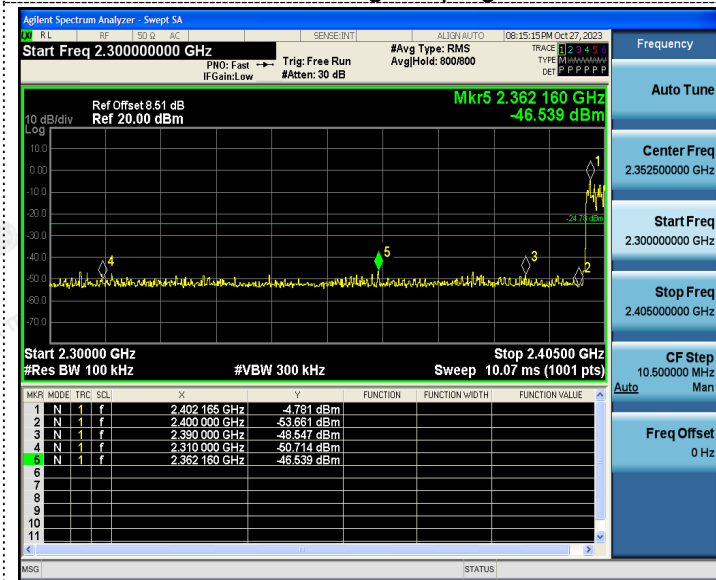 Agilent Spectrum Analyzer - Swept SA
RL RF 50 Ω AC SENSE:INT ALIGN AUTO 08:15:15 PM Oct 27, 2023
Start Freq 2.300000000 GHz
PNO: Fast
IFGain:Low
Trig: Free Run
#Atten: 30 dB
#Avg Type: RMS
Avg|Hold: 800/800
TRACE 1 2 3 4 5 6
TYPE M
DET P P P P P P
Ref Offset 8.51 dB
10 dB/div Ref 20.00 dBm
Log
Mkr5 2.362 160 GHz
-46.539 dBm
10.0
0.00
-10.0
-20.0
-30.0
-40.0
-50.0
-60.0
-70.0
1
-24.78 dBm
5
3
4
2
Start 2.30000 GHz Stop 2.40500 GHz
#Res BW 100 kHz #VBW 300 kHz Sweep 10.07 ms (1001 pts)
MKR MODE TRC SCL X Y FUNCTION FUNCTION WIDTH FUNCTION VALUE
1 N 1 f 2.402 165 GHz -4.781 dBm
2 N 1 f 2.400 000 GHz -53.661 dBm
3 N 1 f 2.390 000 GHz -48.547 dBm
4 N 1 f 2.310 000 GHz -50.714 dBm
5 N 1 f 2.362 160 GHz -46.539 dBm
6
7
8
9
10
11
MSG STATUS
Frequency
Auto Tune
Center Freq
2.352500000 GHz
Start Freq
2.300000000 GHz
Stop Freq
2.405000000 GHz
CF Step
10.500000 MHz
Auto Man
Freq Offset
0 Hz